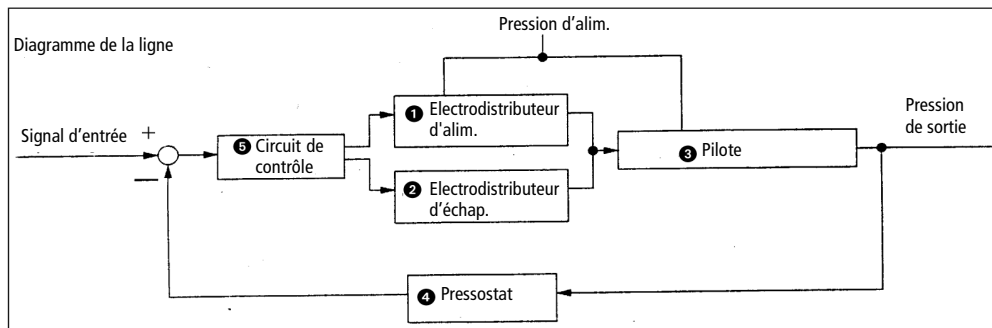 Pression d’alim.
Diagramme de la ligne
❶ Electrodistributeur
d'alim.
Pression
de sortie
Signal d’entrée
+
❺ Circuit de
contrôle
❸ Pilote
—
❷ Electrodistributeur
d’échap.
❹ Pressostat